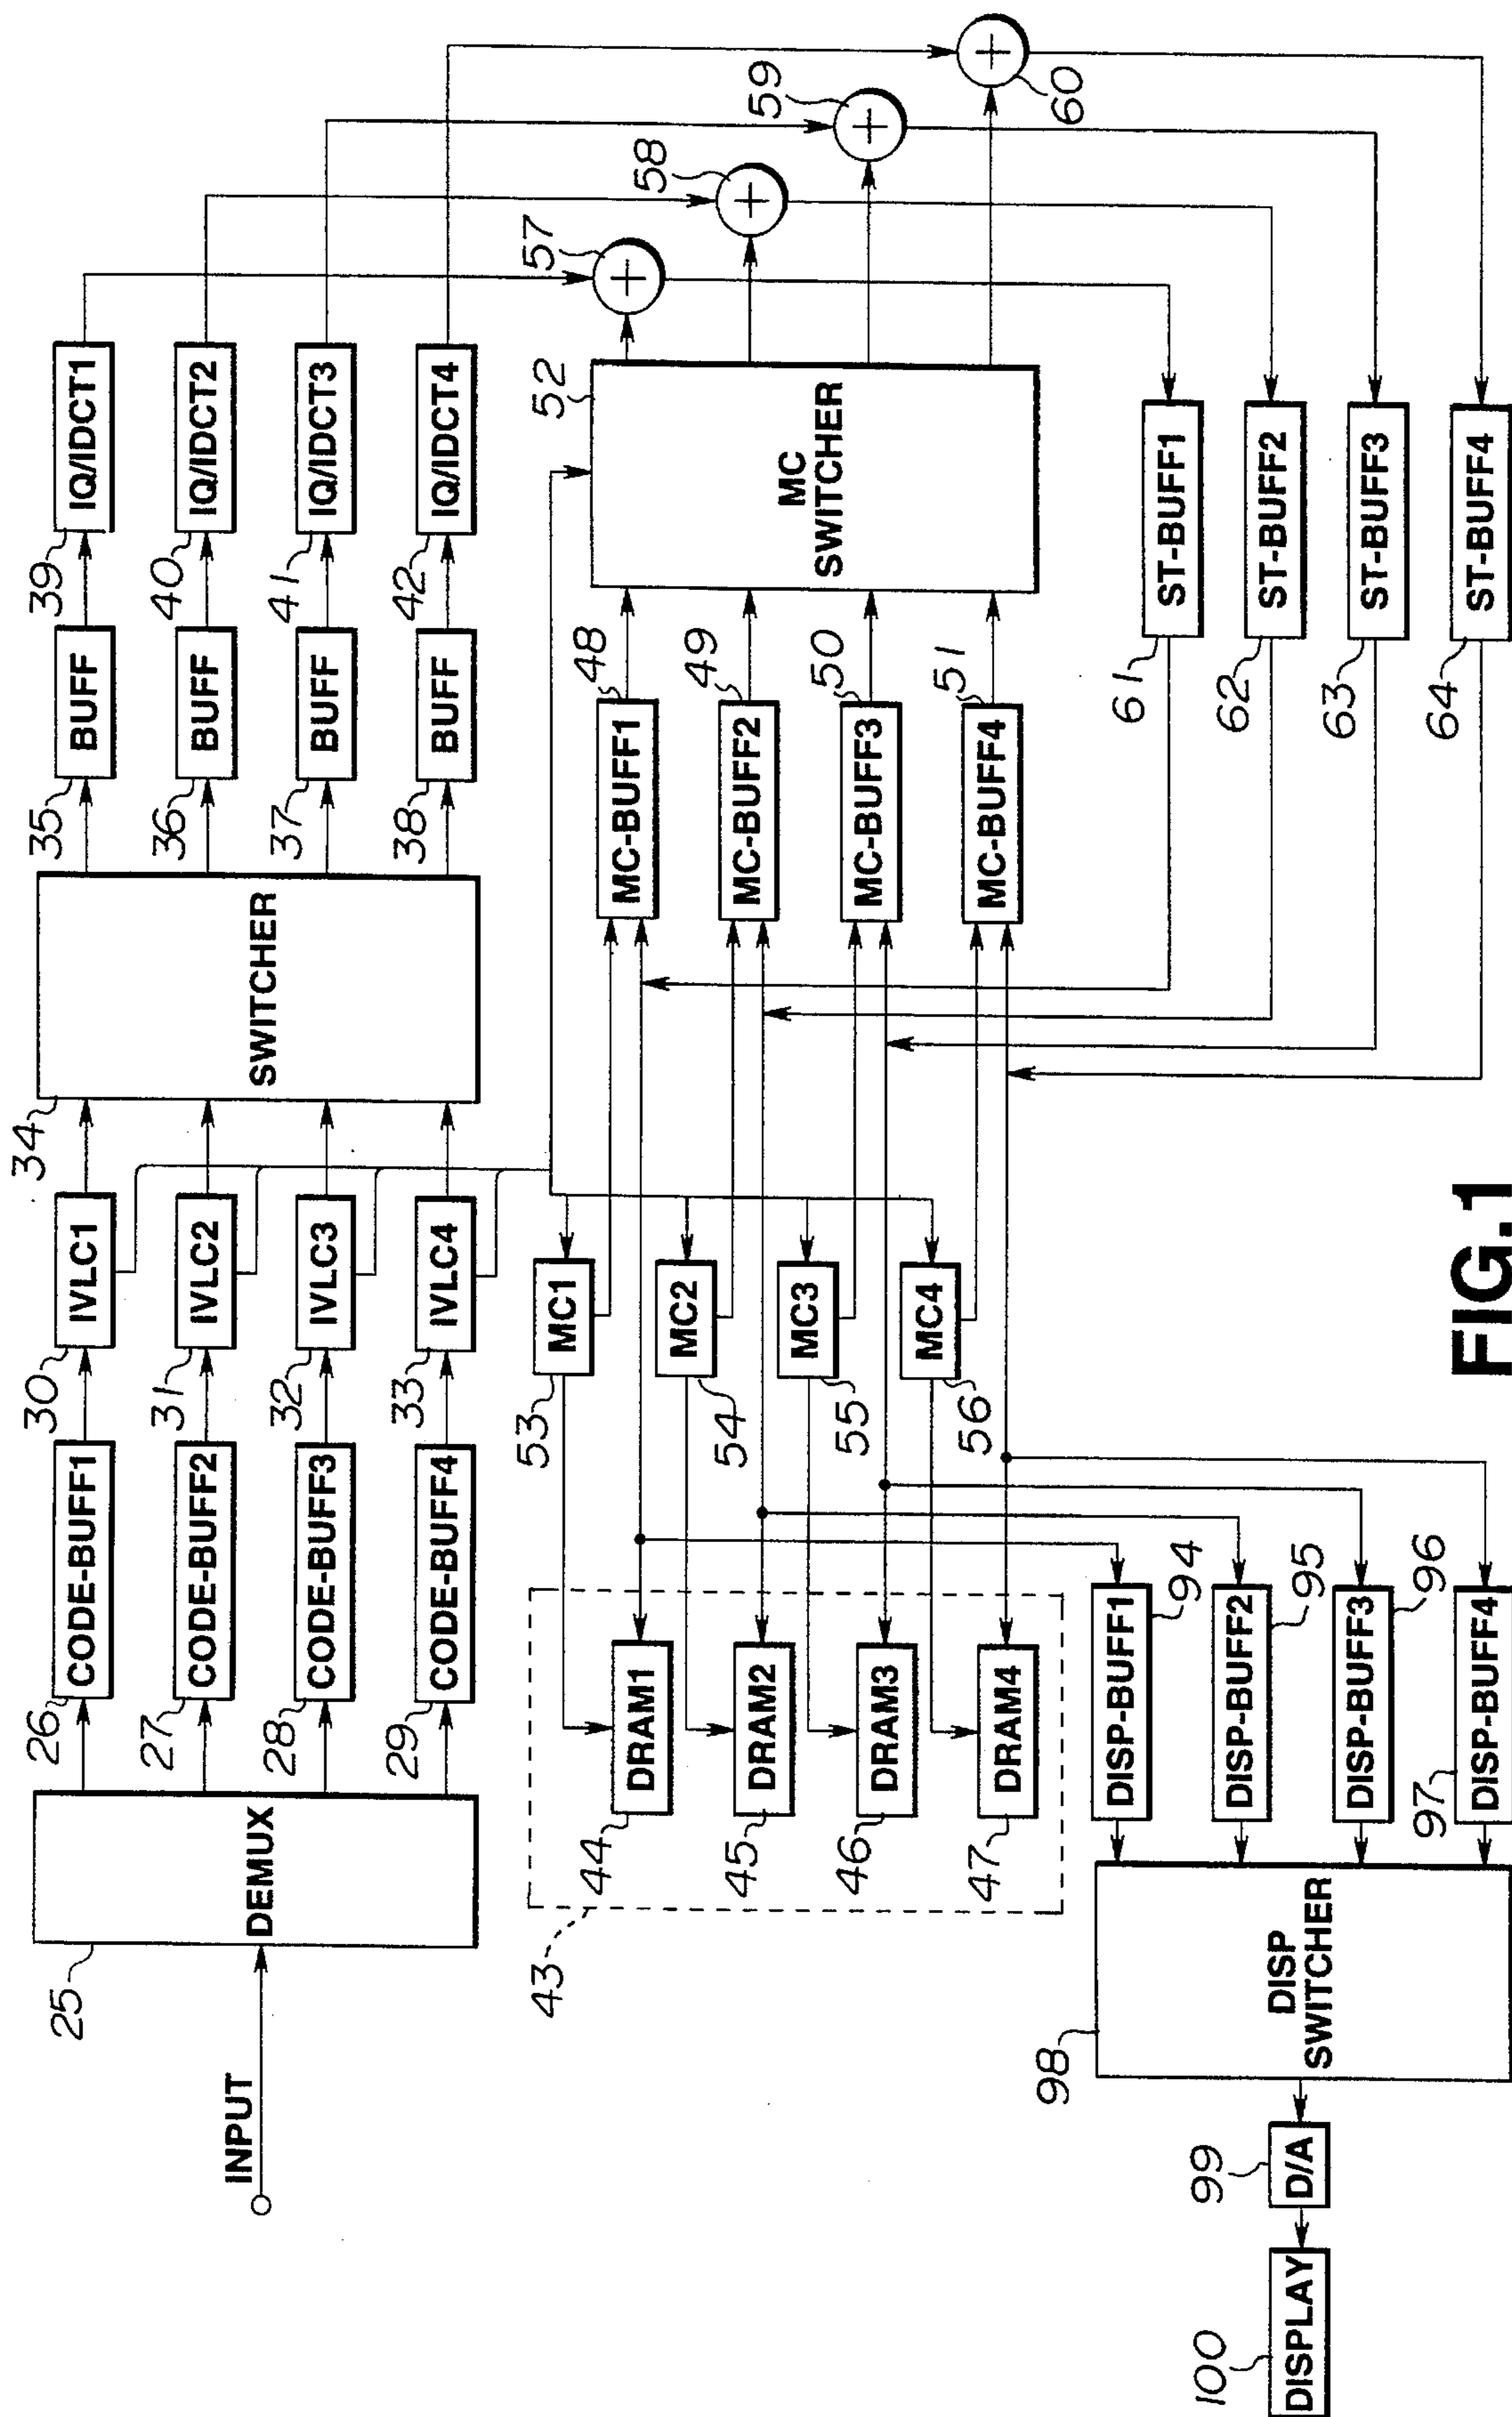 INPUT
25
DEMUX
26
CODE-BUFF1
27
CODE-BUFF2
28
CODE-BUFF3
29
CODE-BUFF4
30
IVLC1
31
IVLC2
32
IVLC3
33
IVLC4
34
SWITCHER
35
BUFF
36
BUFF
37
BUFF
38
BUFF
39
IQ/IDCT1
40
IQ/IDCT2
41
IQ/IDCT3
42
IQ/IDCT4
43
44
DRAM1
45
DRAM2
46
DRAM3
47
DRAM4
53
MC1
54
MC2
55
MC3
56
MC4
48
MC-BUFF1
49
MC-BUFF2
50
MC-BUFF3
51
MC-BUFF4
52
MC
SWITCHER
57
+
58
+
59
+
60
+
61
ST-BUFF1
62
ST-BUFF2
63
ST-BUFF3
64
ST-BUFF4
94
DISP-BUFF1
95
DISP-BUFF2
96
DISP-BUFF3
97
DISP-BUFF4
98
DISP
SWITCHER
99
D/A
100
DISPLAY
FIG.1